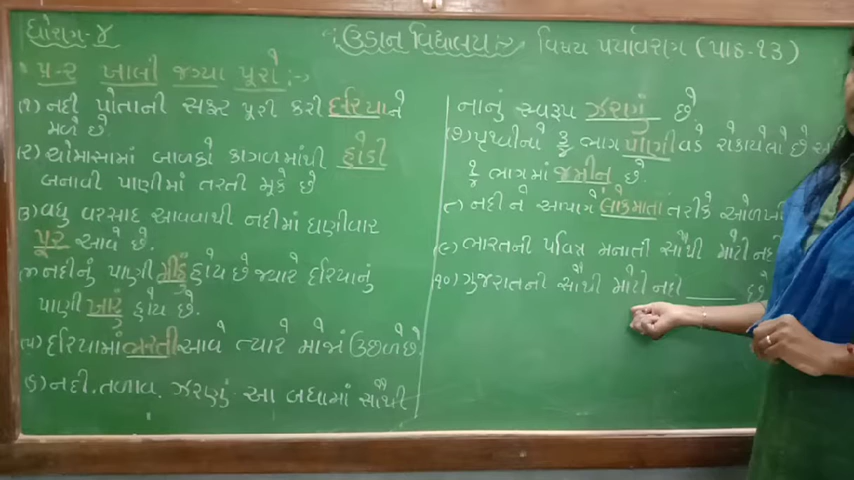 ધોરણ-૪
ઉડાન વિદ્યાલય
વિષય પર્યાવરણ (પાઠ-૧૩)
પ્ર-૨ ખાલી જગ્યા પૂરો :-
(૧) નદી પોતાની સફર પૂરી કરી દરિયાને
મળે છે.
(૨) ચોમાસામાં બાળકો કાગળમાંથી હોડી
બનાવી પાણીમાં તરતી મૂકે છે
(૩) વધુ વરસાદ આવવાથી નદીમાં ઘણીવાર
પૂર આવે છે.
(૪) નદીનું પાણી મીઠું હોય છે જ્યારે દરિયાનું
પાણી ખારું હોય છે.
(૫) દરિયામાં ભરતી આવે ત્યારે મોજાં ઉછળે છે.
(૬) નદી, તળાવ, ઝરણું આ બધામાં સૌથી
નાનું સ્વરૂપ ઝરણું છે.
(૭) પૃથ્વીનો ૩/૪ ભાગ પાણી વડે રોકાયેલો છે
૧/૪ ભાગમાં જમીન છે.
(૮) નદીને આપણે લોકમાતા તરીકે
(૯) ભારતની પવિત્ર મનાતી સૌથી મોટી નદી
(૧૦) ગુજરાતની સૌથી મોટી નદી ______ છે